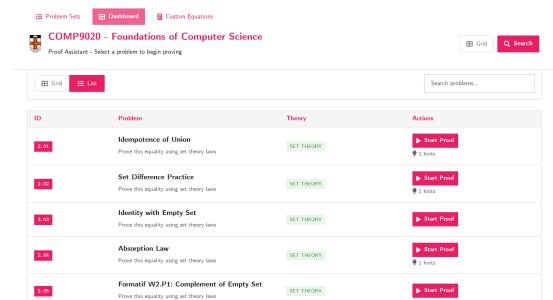 Problem Sets
Dashboard
Custom Equations
COMP9020 - Foundations of Computer Science
Proof Assistant - Select a problem to begin proving
Grid
Search
Grid
List
Search problems...
ID Problem Theory Actions
2.01 Idempotence of Union SET THEORY Start Proof
Prove this equality using set theory laws 1 hints
2.02 Set Difference Practice SET THEORY Start Proof
Prove this equality using set theory laws 1 hints
2.03 Identity with Empty Set SET THEORY Start Proof
Prove this equality using set theory laws
2.04 Absorption Law SET THEORY Start Proof
Prove this equality using set theory laws 1 hints
2.05 Formatif W2.P1: Complement of Empty Set SET THEORY Start Proof
Prove this equality using set theory laws